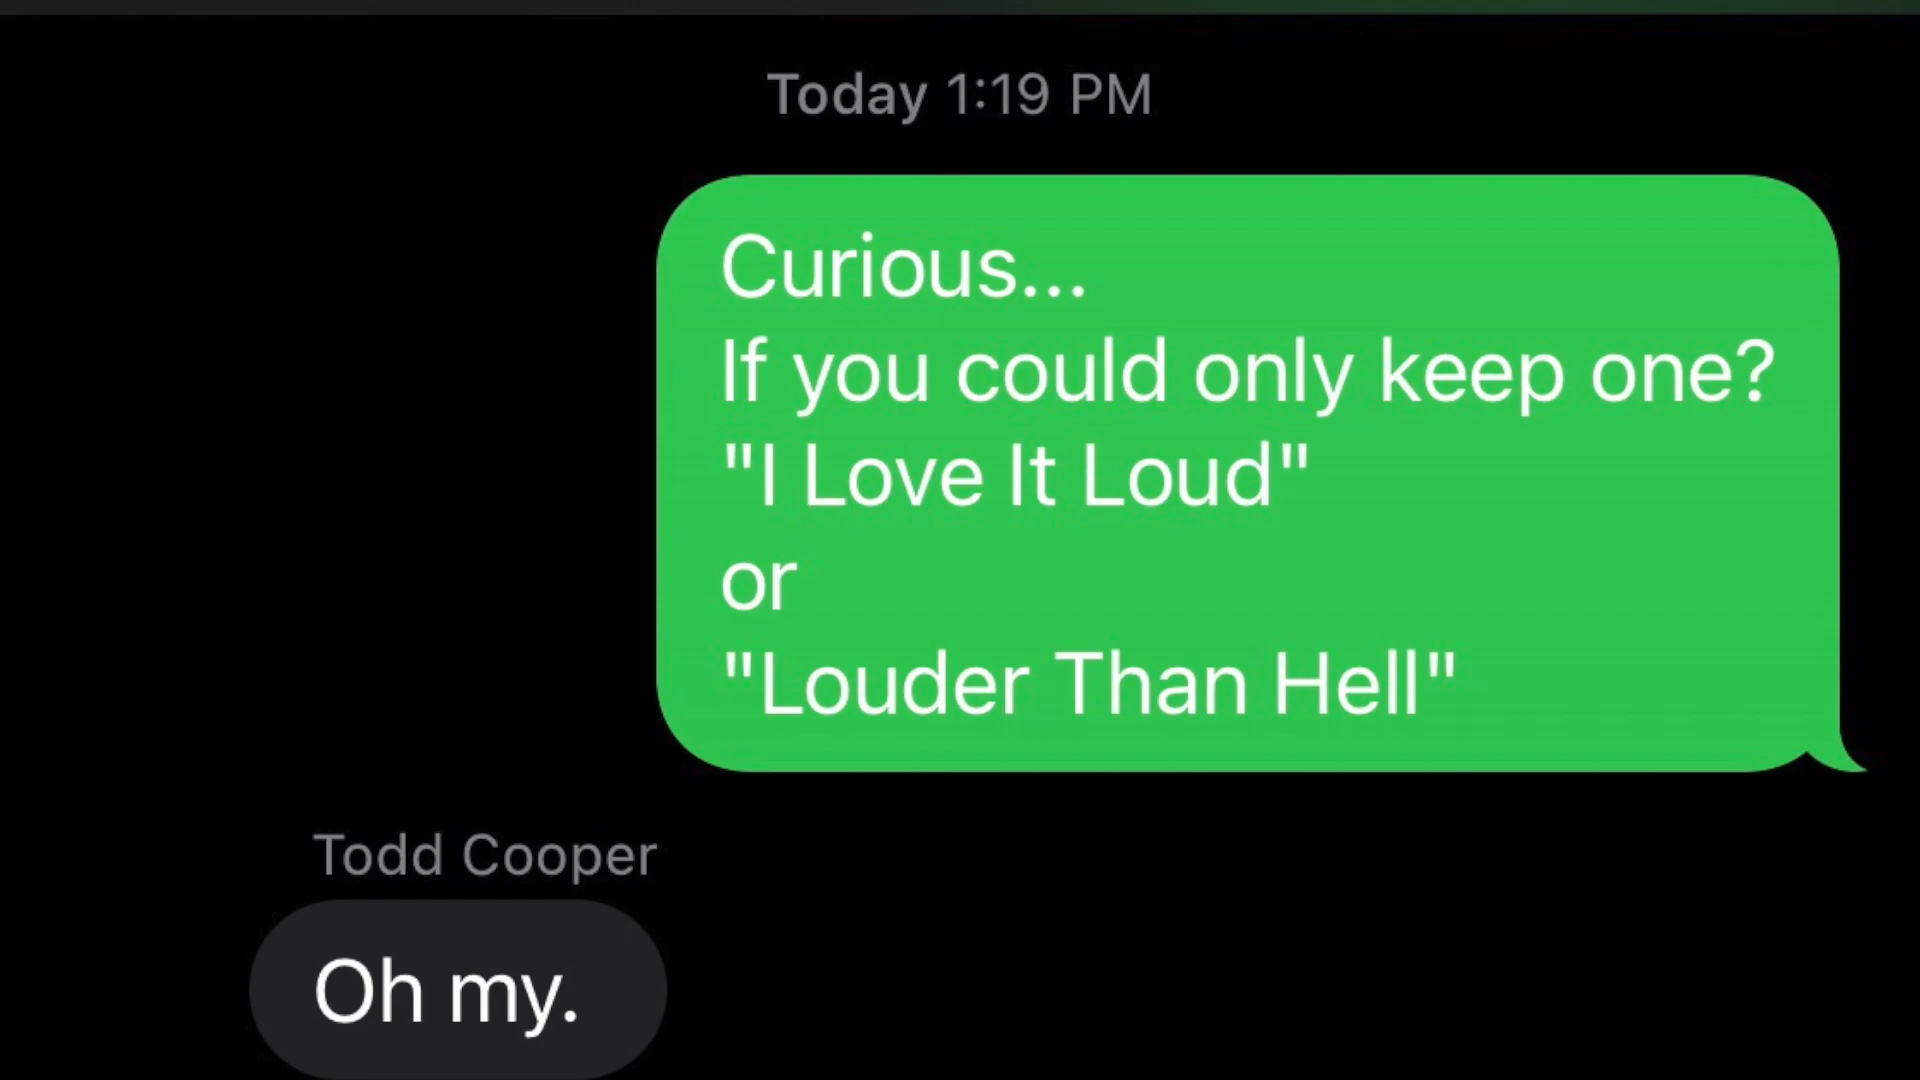 Today 1:19 PM
Curious...
If you could only keep one?
"I Love It Loud"
or
"Louder Than Hell"
Todd Cooper
Oh my.